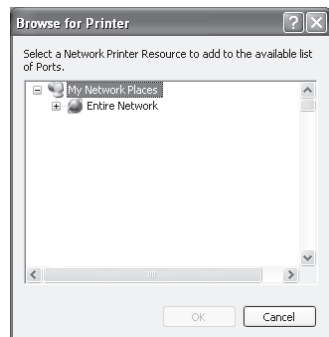 Browse for Printer
Select a Network Printer Resource to add to the available list
of Ports.
My Network Places
Entire Network
OK
Cancel